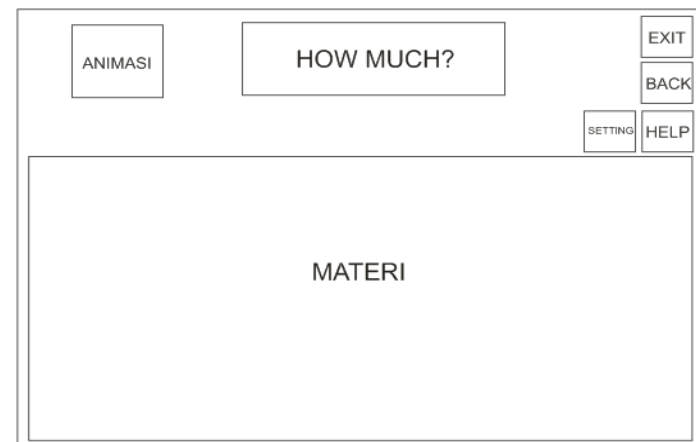 ANIMASI
HOW MUCH?
EXIT
BACK
SETTING
HELP
MATERI